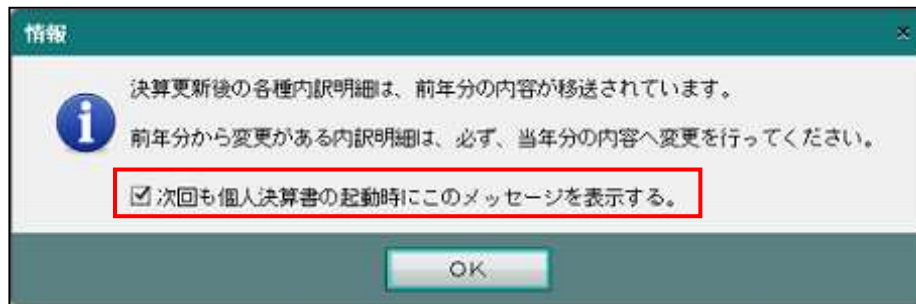 情報
決算更新後の各種内訳明細は、前年分の内容が移送されています。
前年分から変更がある内訳明細は、必ず、当年分の内容へ変更を行ってください。
次回も個人決算書の起動時にこのメッセージを表示する。
OK